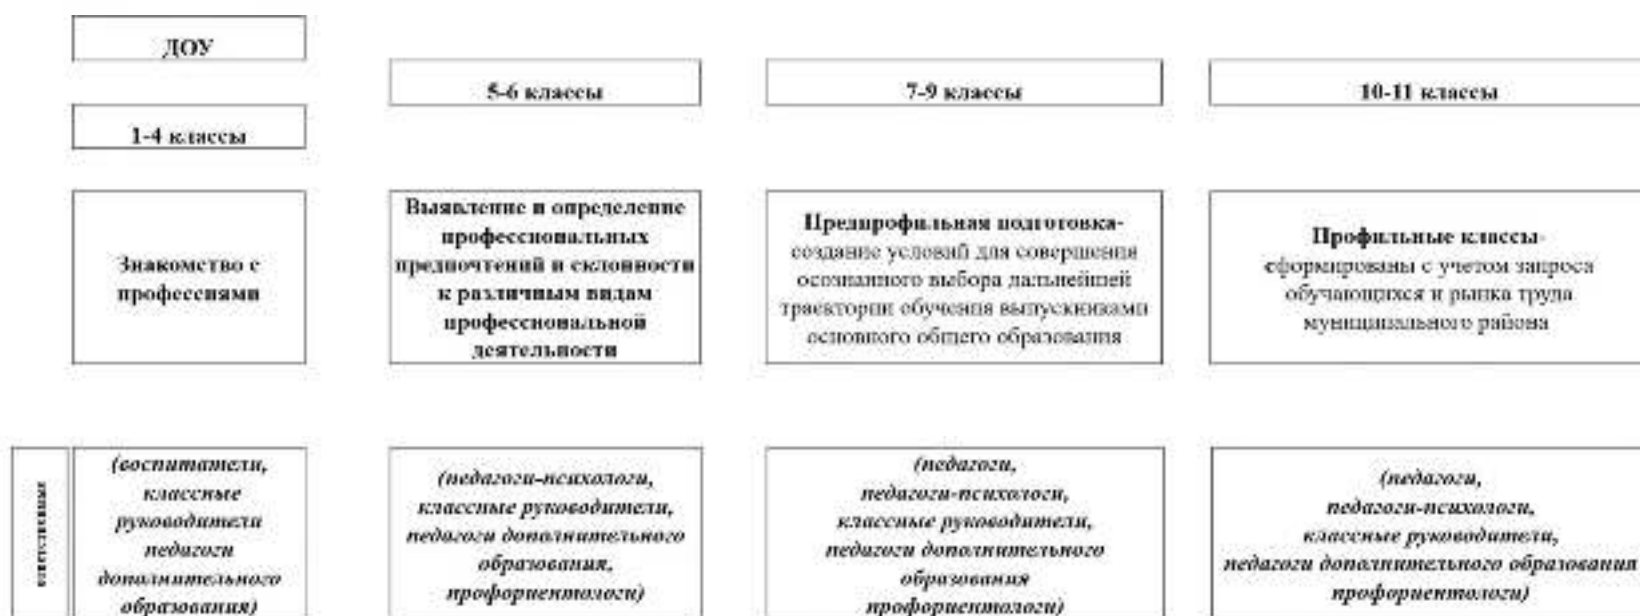 ДОУ
5-6 классы
7-9 классы
10-11 классы
1-4 классы
Знакомство с
профессиями
Выявление и определение
профессиональных
предпочтений и склонности
к различным видам
профессиональной
деятельности
Предпрофильная подготовка-
создание условий для совершения
осознанного выбора дальнейшей
траектории обучения выпускниками
основного общего образования
Профильные классы-
сформированы с учетом запроса
обучающихся и рынка труда
муниципального района
ответственные
(воспитатели,
классные
руководители
педагоги
дополнительного
образования)
(педагоги-психологи,
классные руководители,
педагоги дополнительного
образования,
профориентологи)
(педагоги,
педагоги-психологи,
классные руководители,
педагоги дополнительного
образования
профориентологи)
(педагоги,
педагоги-психологи,
классные руководители,
педагоги дополнительного образования
профориентологи)